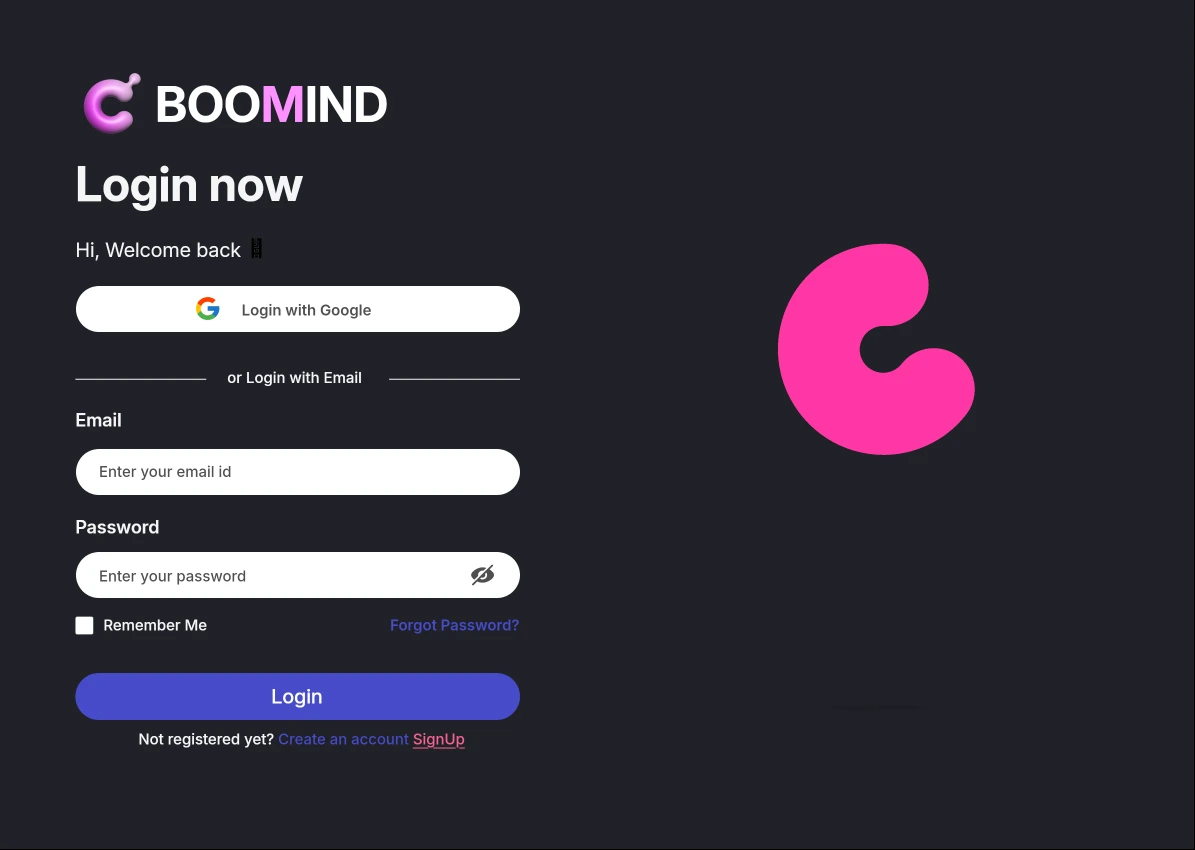 BOOMIND
Login now
Hi, Welcome back
Login with Google
or Login with Email
Email
Enter your email id
Password
Enter your password
Remember Me
Forgot Password?
Login
Not registered yet? Create an account SignUp